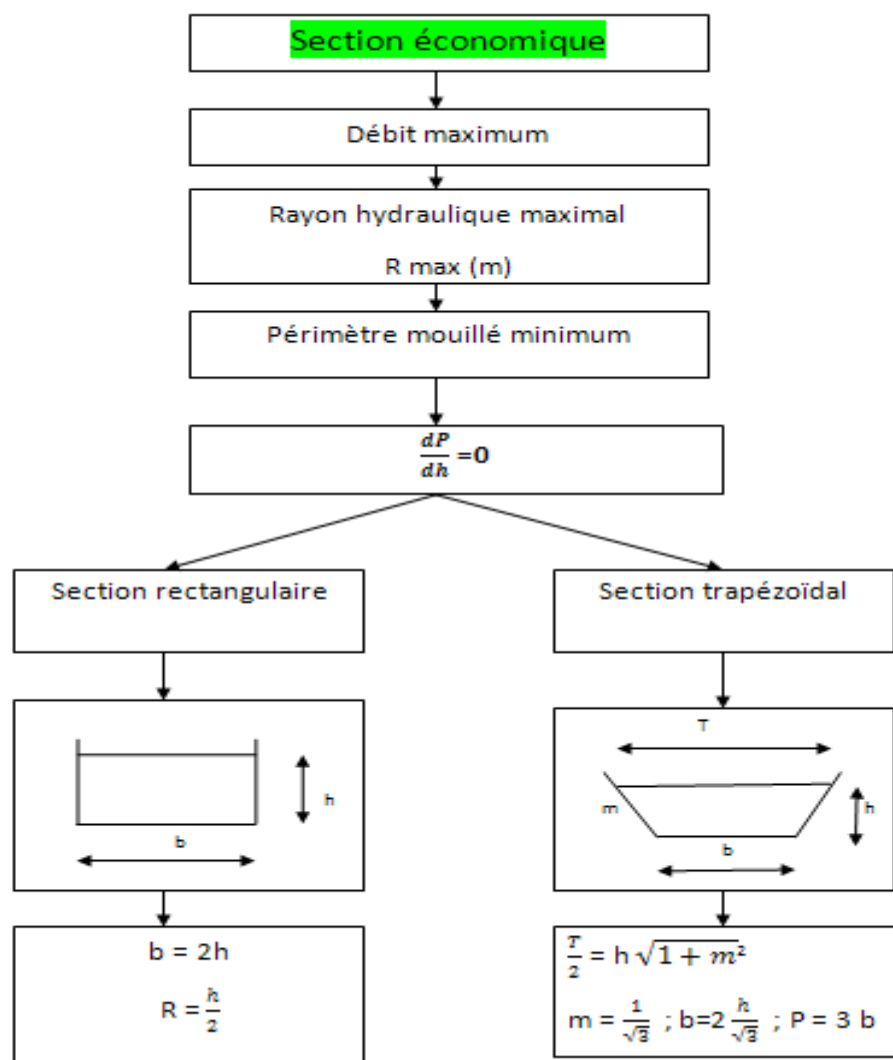 Section économique
Débit maximum
Rayon hydraulique maximal
R max (m)
Périmètre mouillé minimum
dP/dh =0
Section rectangulaire
Section trapézoïdal
h
b
T
m
h
b
b = 2h
R = h/2
T/2 = h √(1 + m²)
m = 1/√3 ; b=2 h/√3 ; P = 3 b